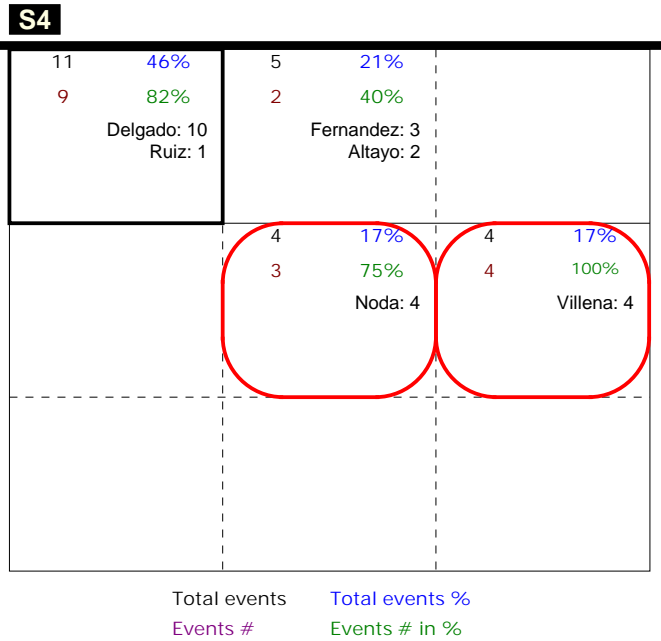 S4
11 46% 5 21%
9 82% 2 40%
Delgado: 10 Fernandez: 3
Ruiz: 1 Altayo: 2
4 17% 4 17%
3 75% 4 100%
Noda: 4 Villena: 4
Total events Total events %
Events # Events # in %